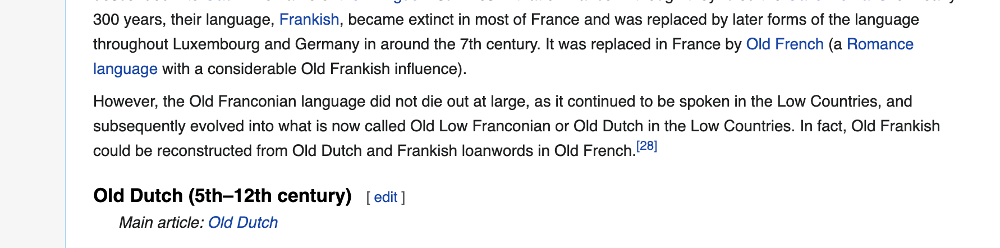 300 years, their language, Frankish, became extinct in most of France and was replaced by later forms of the language
throughout Luxembourg and Germany in around the 7th century. It was replaced in France by Old French (a Romance
language with a considerable Old Frankish influence).
However, the Old Franconian language did not die out at large, as it continued to be spoken in the Low Countries, and
subsequently evolved into what is now called Old Low Franconian or Old Dutch in the Low Countries. In fact, Old Frankish
could be reconstructed from Old Dutch and Frankish loanwords in Old French.[28]
Old Dutch (5th–12th century) [ edit ]
Main article: Old Dutch